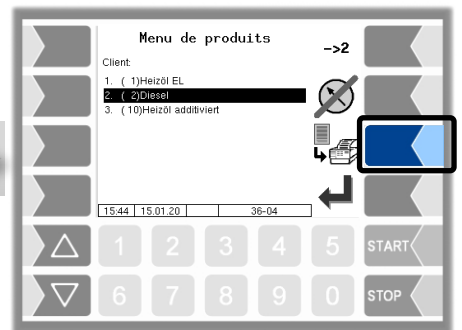 Menu de produits
->2
Client:
1. ( 1)Heizöl EL
2. ( 2)Diesel
3. ( 10)Heizöl additiviert
15:44 15.01.20 36-04
1 2 3 4 5 START
6 7 8 9 0 STOP